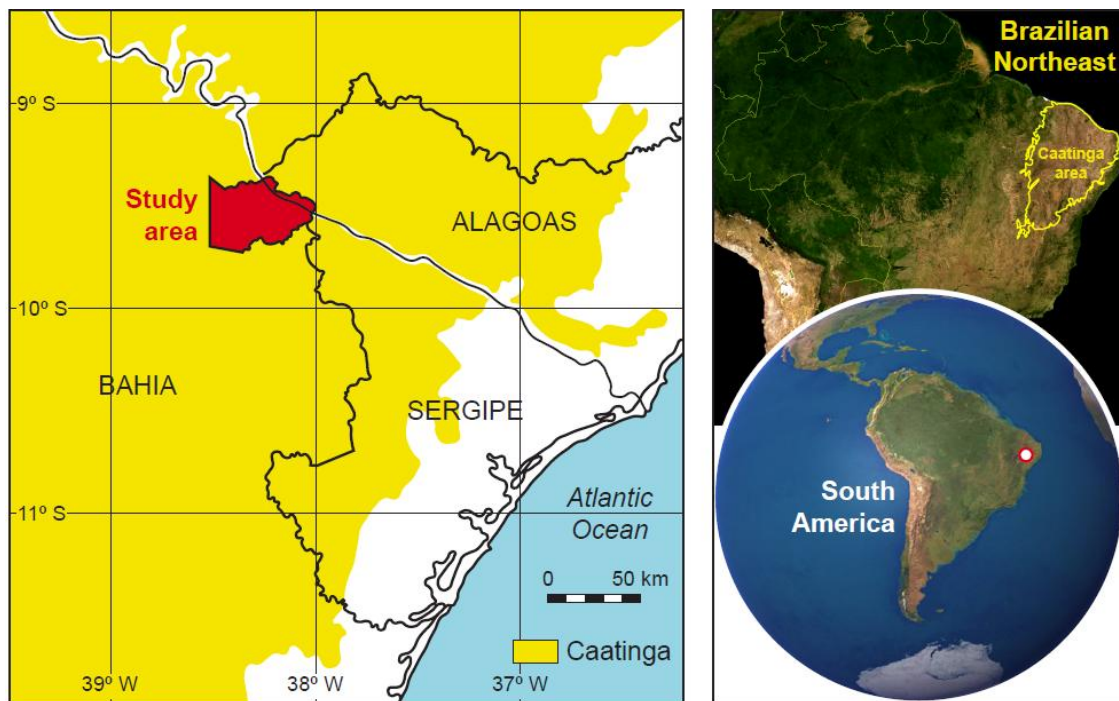 9º S
Study
area
ALAGOAS
10º S
BAHIA
SERGIPE
11º S
Atlantic
Ocean
0 50 km
Caatinga
39º W
38º W
37º W
Brazilian
Northeast
Caatinga
area
South
America